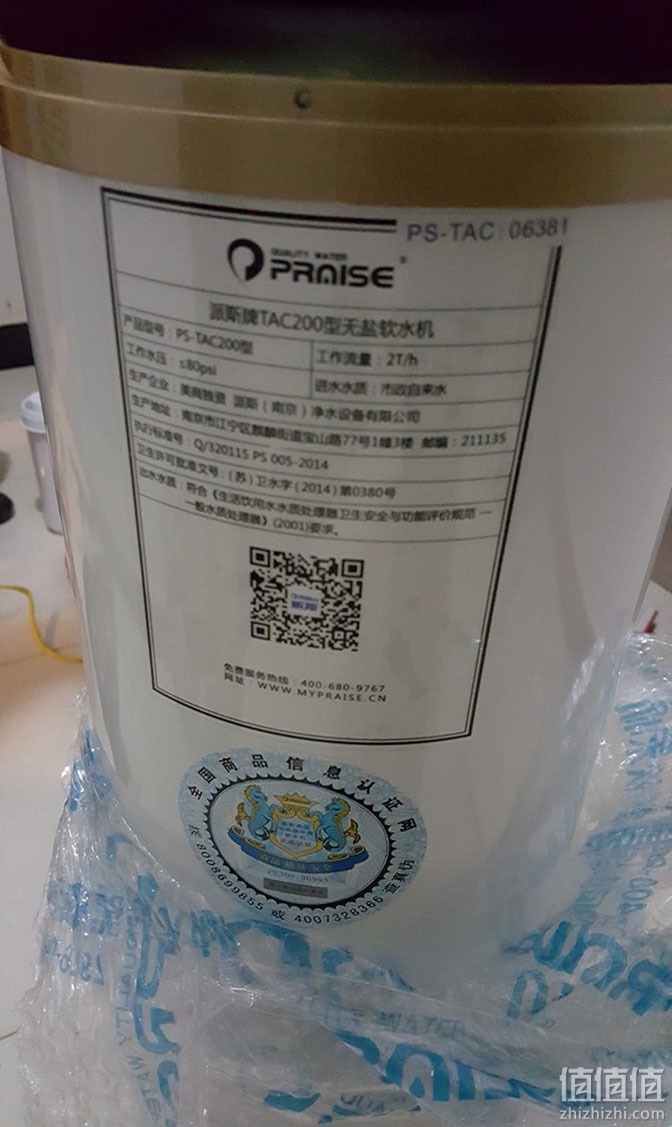 PS-TAC: 06381
QUALITY WATER
PRAISE®
派斯牌TAC200型无盐软水机
产品型号：PS-TAC200型
工作流量：2T/h
工作水压：≤80psi
进水水质：市政自来水
生产企业：美商独资 派斯（南京）净水设备有限公司
生产地址：南京市江宁区麒麟街道宝山路77号1幢3楼 邮编：211135
执行标准号：Q/320115 PS 005-2014
卫生许可批准文号：(苏) 卫水字 (2014) 第0380号
出水水质：符合《生活饮用水水质处理器卫生安全与功能评价规范 —
一般水质处理器》(2001)要求。
免费服务热线：400-680-9767
网址：WWW.MYPRAISE.CN
全国商品信息认证网
拨 8008699855 或 4007328366 查真伪
WATER
值值值
zhizhizhi.com